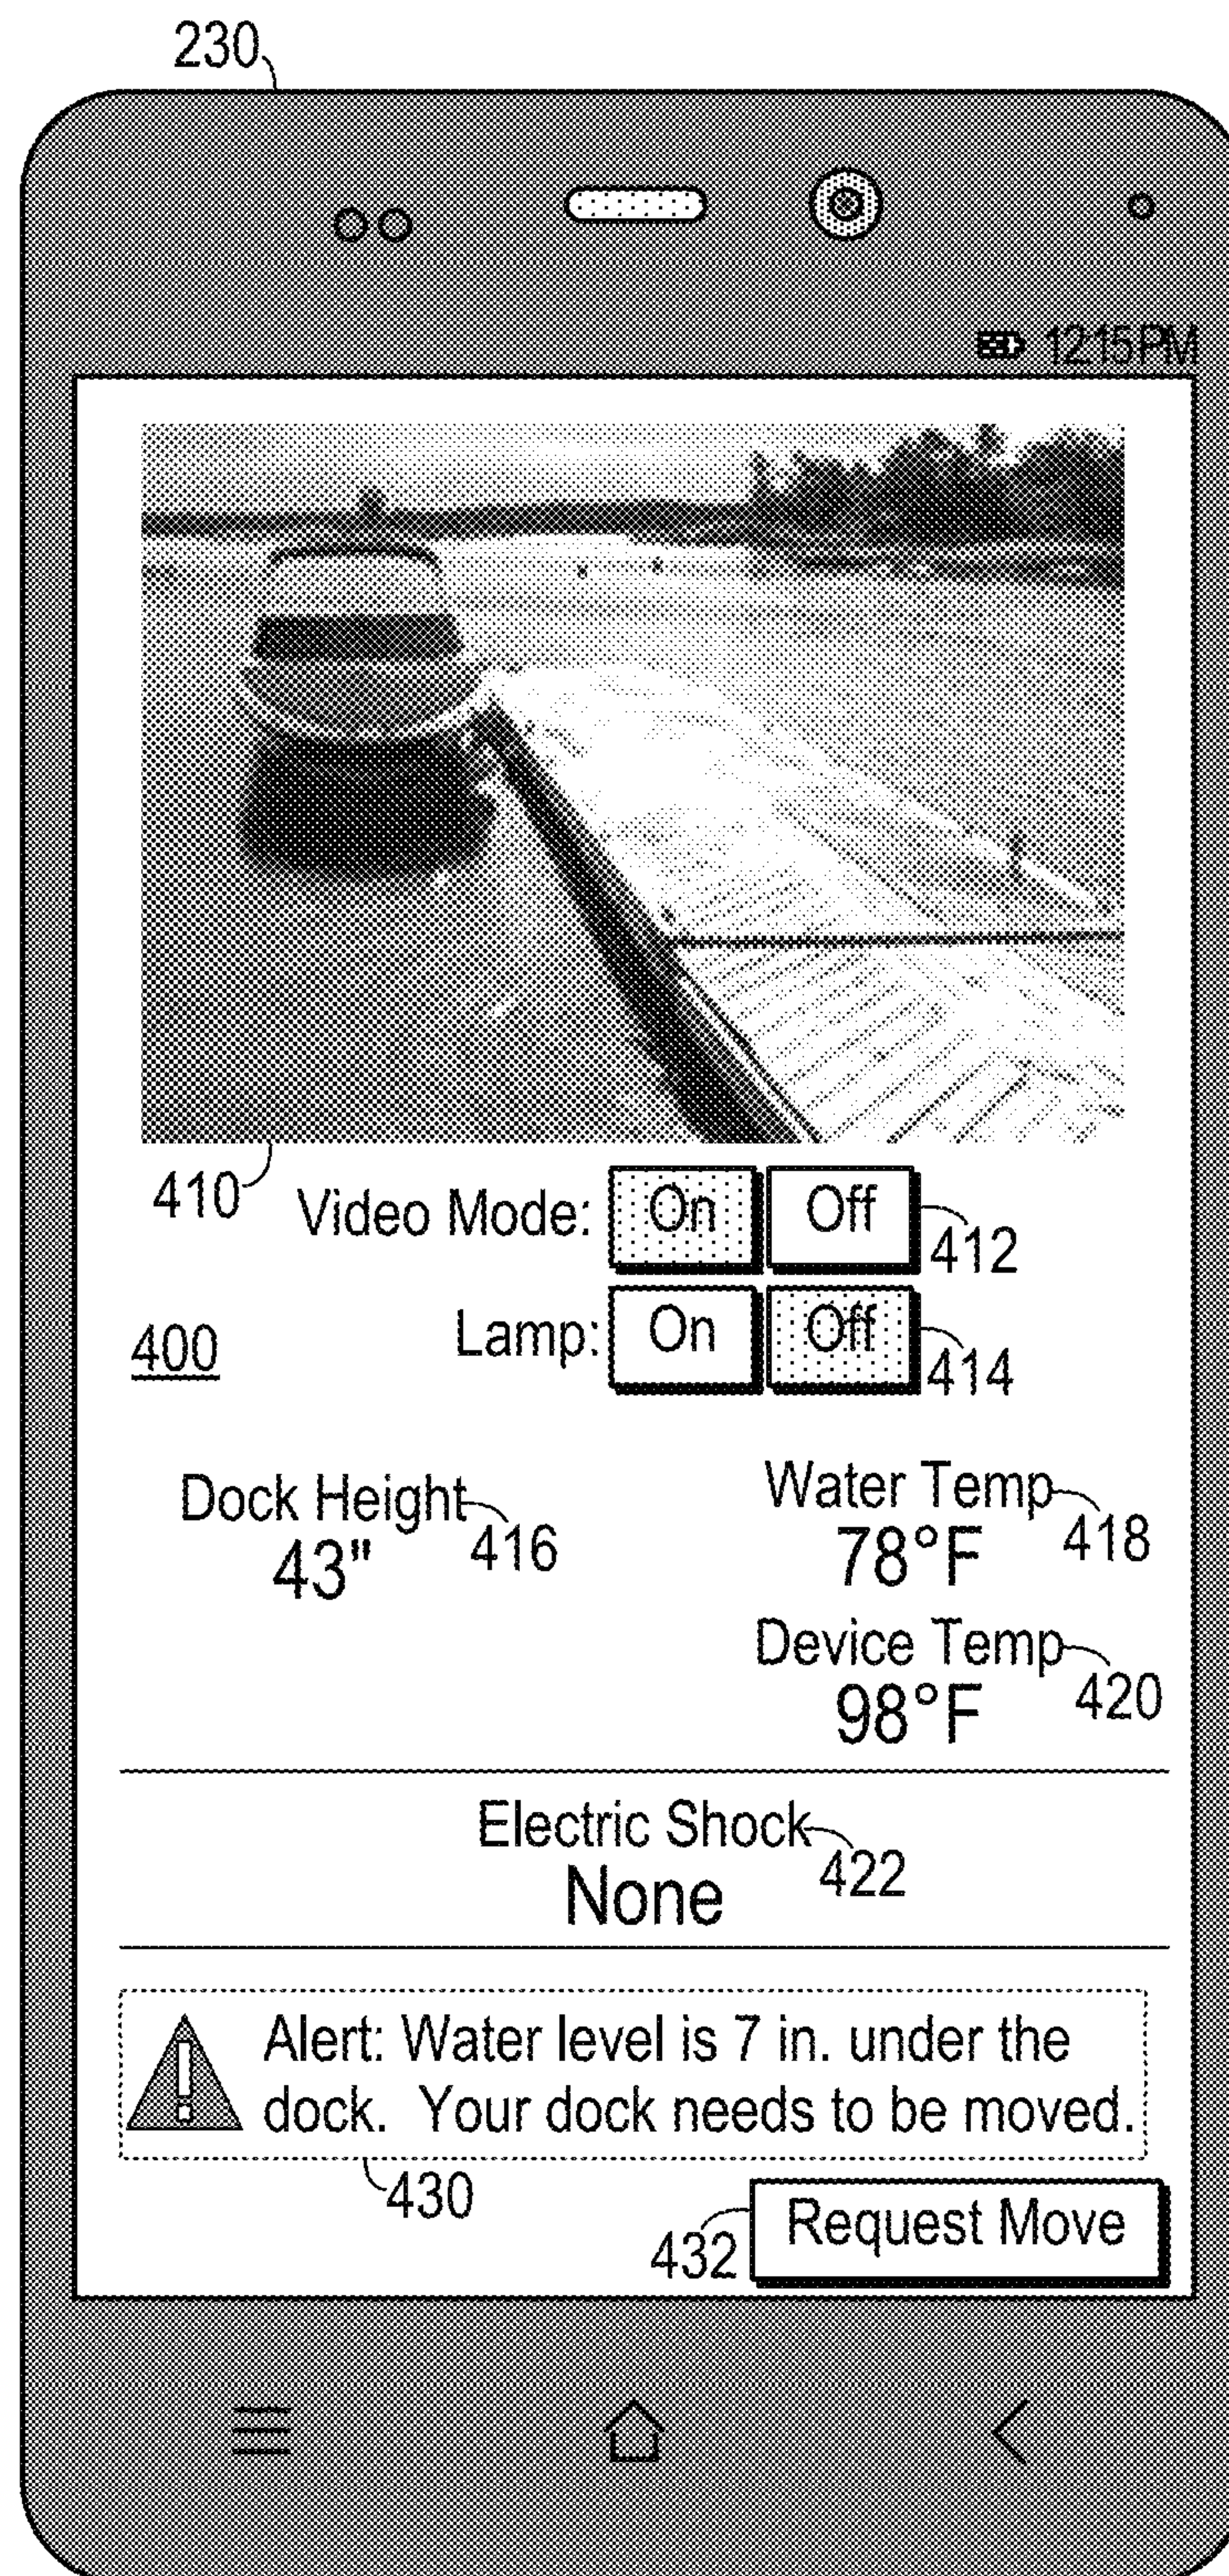 230
12:15PM
410
Video Mode: On Off
412
Lamp: On Off
400
414
Dock Height
43"
416
Water Temp
78°F
418
Device Temp
98°F
420
Electric Shock
None
422
Alert: Water level is 7 in. under the
dock. Your dock needs to be moved.
430
432
Request Move